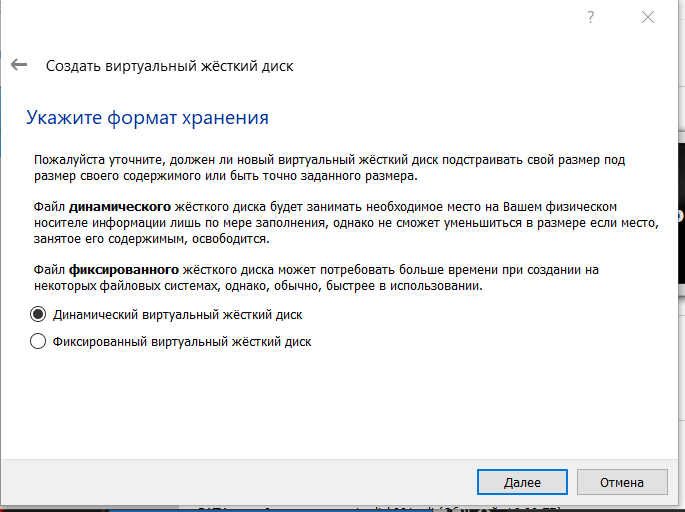 ?
Создать виртуальный жёсткий диск
Укажите формат хранения
Пожалуйста уточните, должен ли новый виртуальный жёсткий диск подстраивать свой размер под
размер своего содержимого или быть точно заданного размера.
Файл динамического жёсткого диска будет занимать необходимое место на Вашем физическом
носителе информации лишь по мере заполнения, однако не сможет уменьшиться в размере если место,
занятое его содержимым, освободится.
Файл фиксированного жёсткого диска может потребовать больше времени при создании на
некоторых файловых системах, однако, обычно, быстрее в использовании.
Динамический виртуальный жёсткий диск
Фиксированный виртуальный жёсткий диск
Далее
Отмена